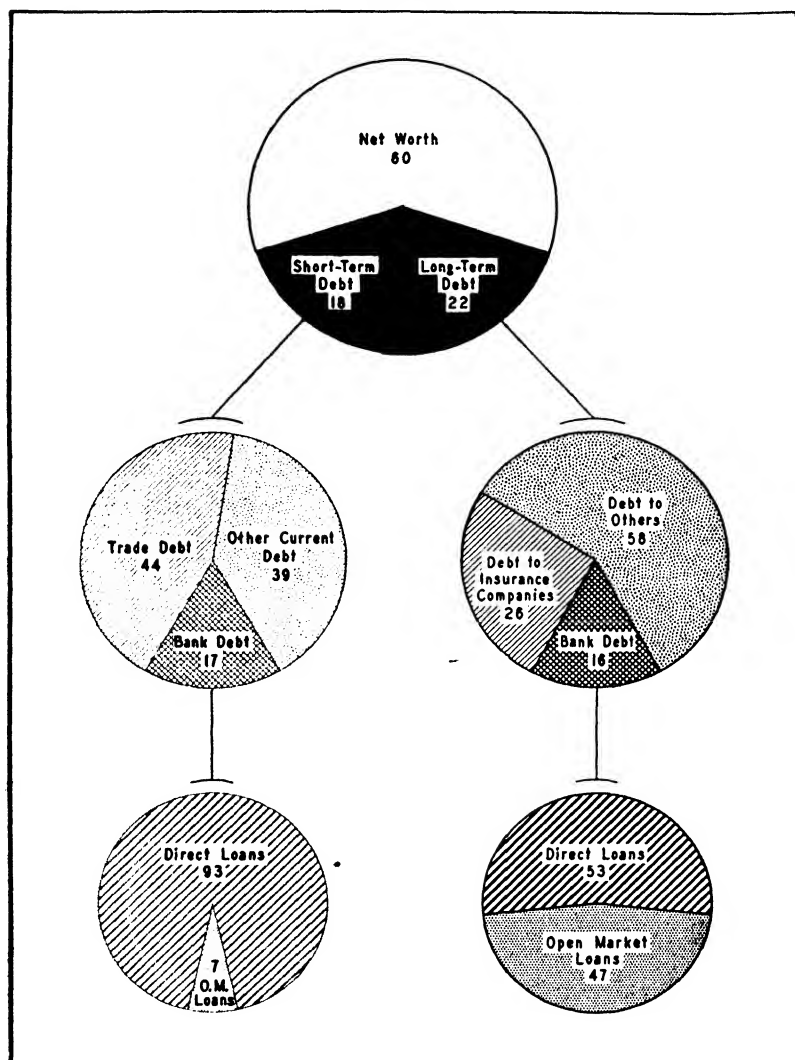 Net Worth
60
Short-Term
Debt
18
Long-Term
Debt
22
Trade Debt
44
Other Current
Debt
39
Bank Debt
17
Debt to
Others
58
Debt to
Insurance
Companies
26
Bank Debt
16
Direct Loans
93
7
O.M.
Loans
Direct Loans
53
Open Market
Loans
47